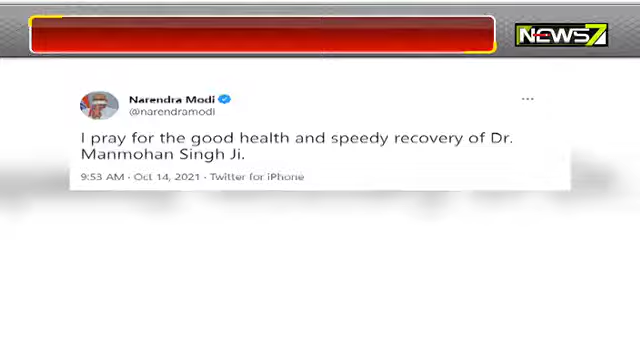 NEWS7
Narendra Modi
@narendramodi
I pray for the good health and speedy recovery of Dr.
Manmohan Singh Ji.
9:53 AM · Oct 14, 2021 · Twitter for iPhone